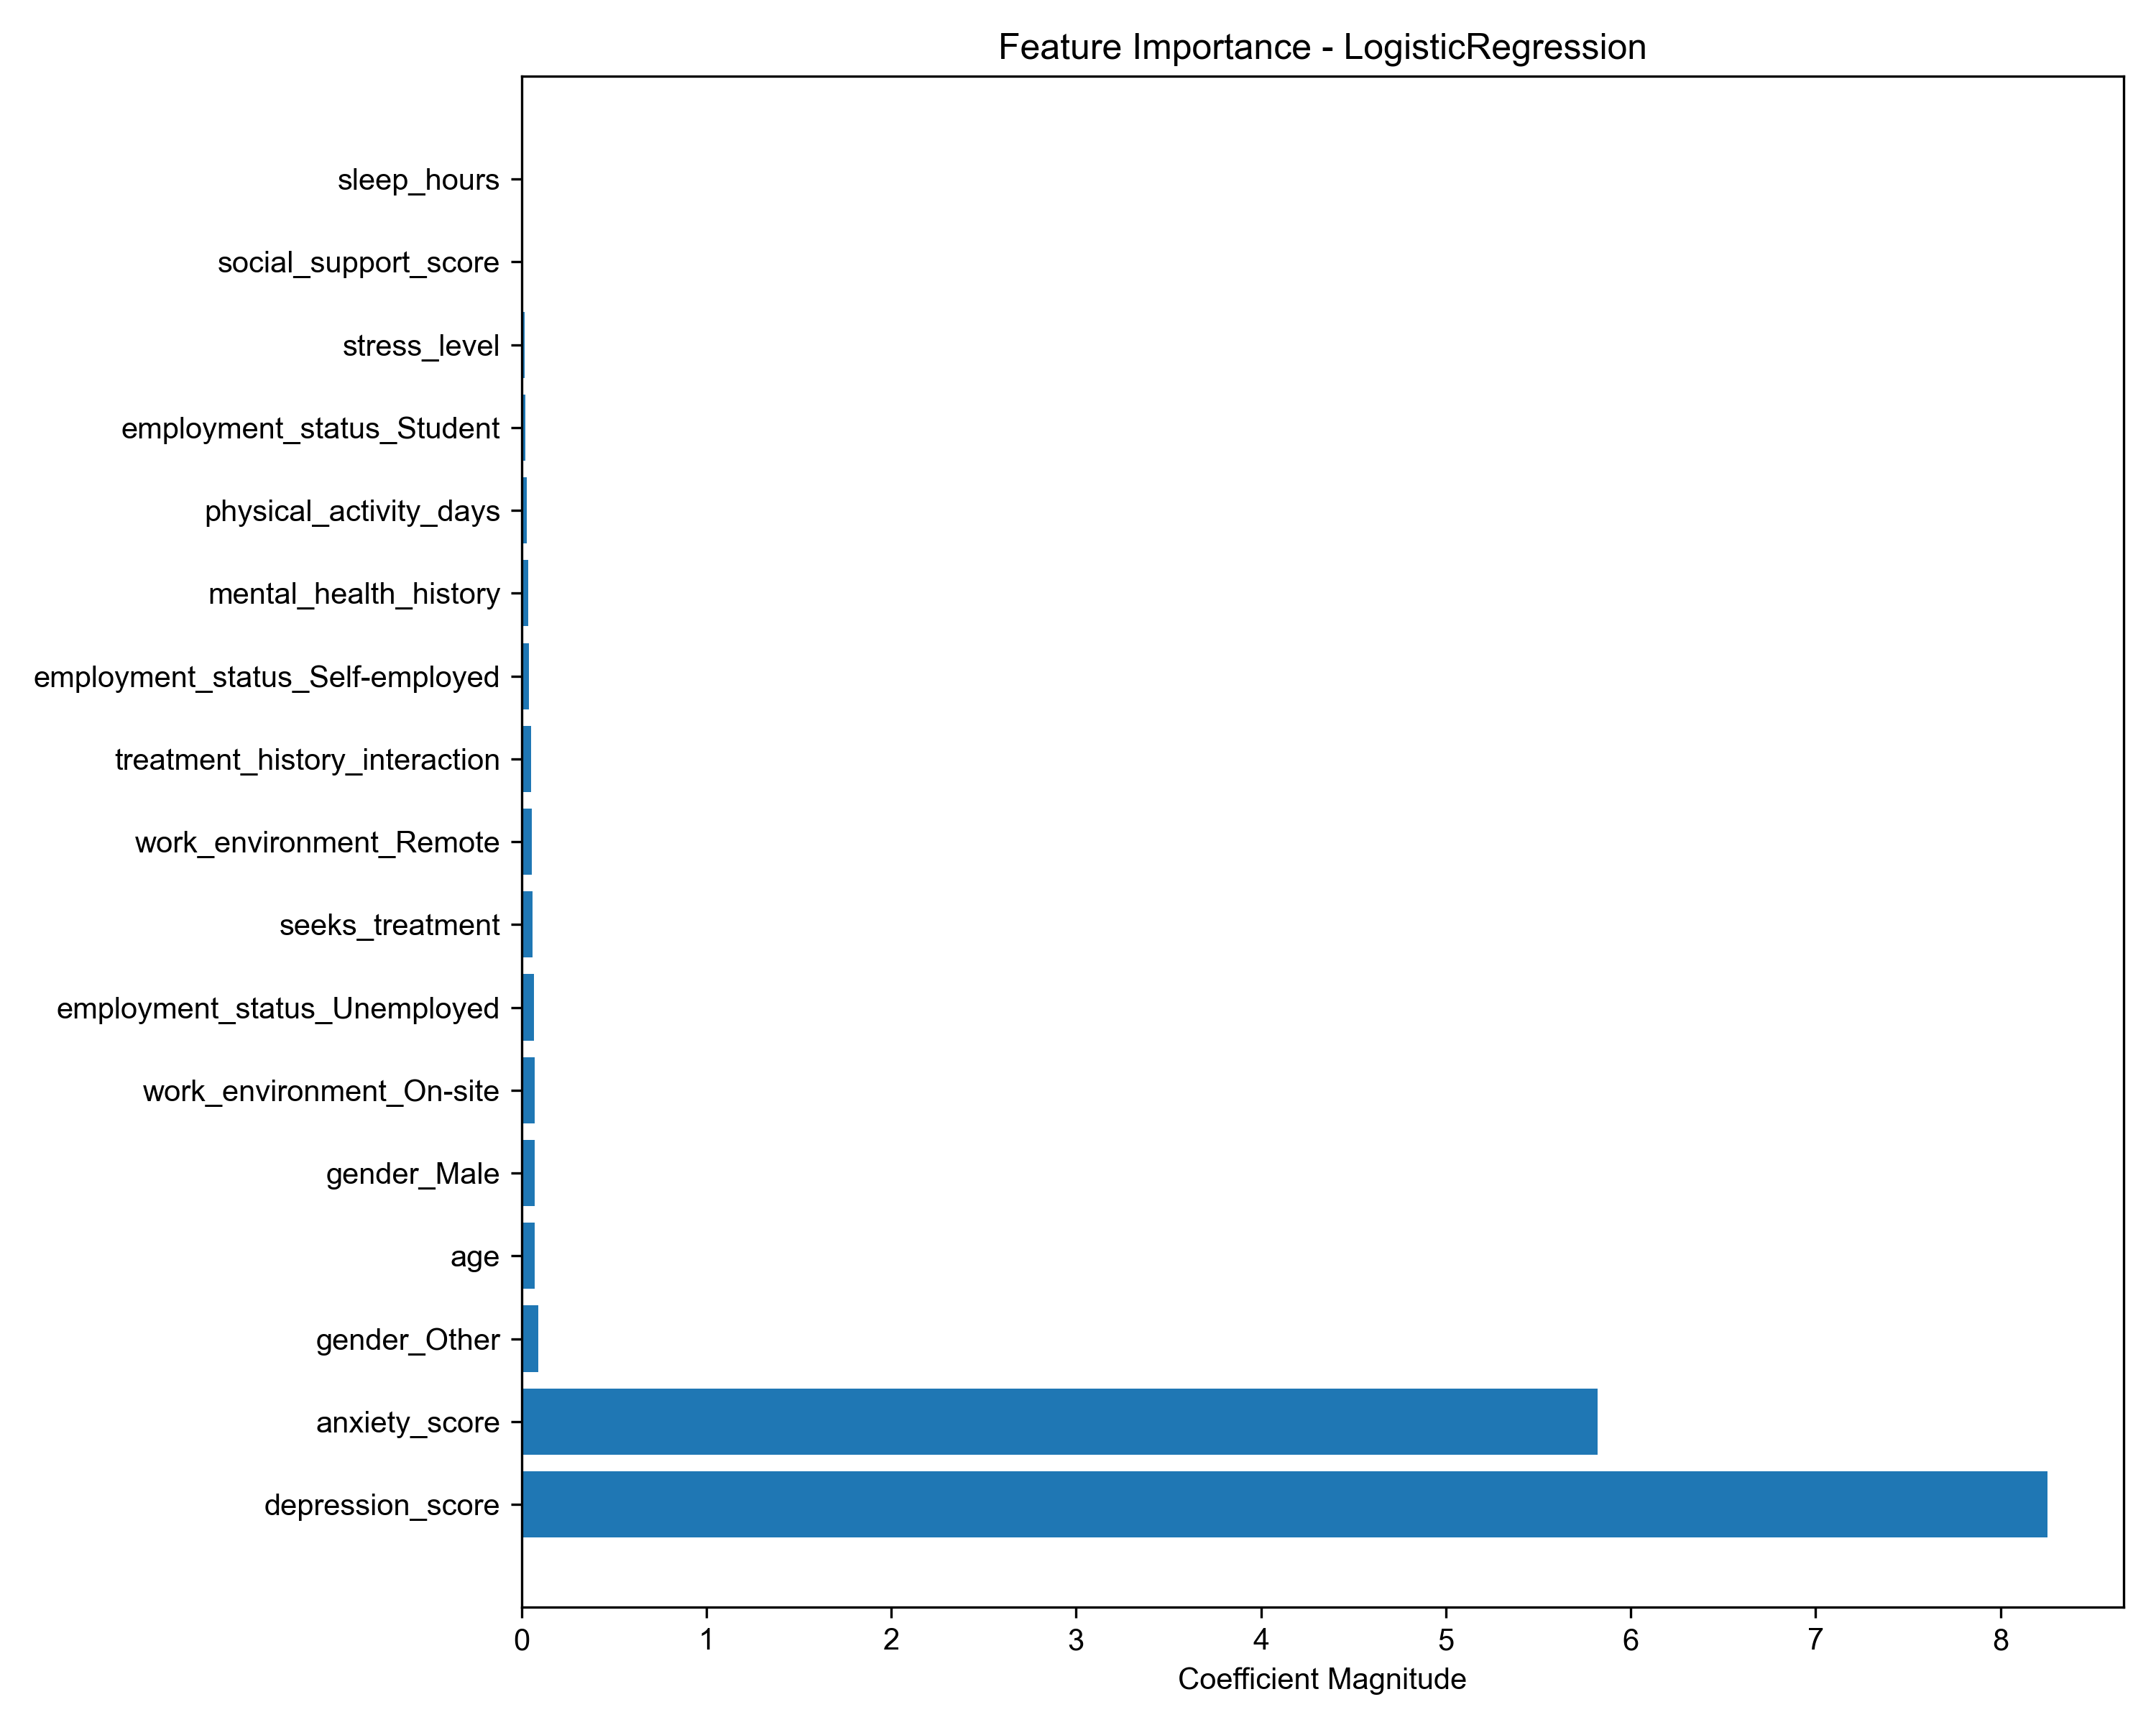 Feature Importance - LogisticRegression
sleep_hours
social_support_score
stress_level
employment_status_Student
physical_activity_days
mental_health_history
employment_status_Self-employed
treatment_history_interaction
work_environment_Remote
seeks_treatment
employment_status_Unemployed
work_environment_On-site
gender_Male
age
gender_Other
anxiety_score
depression_score
0 1 2 3 4 5 6 7 8
Coefficient Magnitude